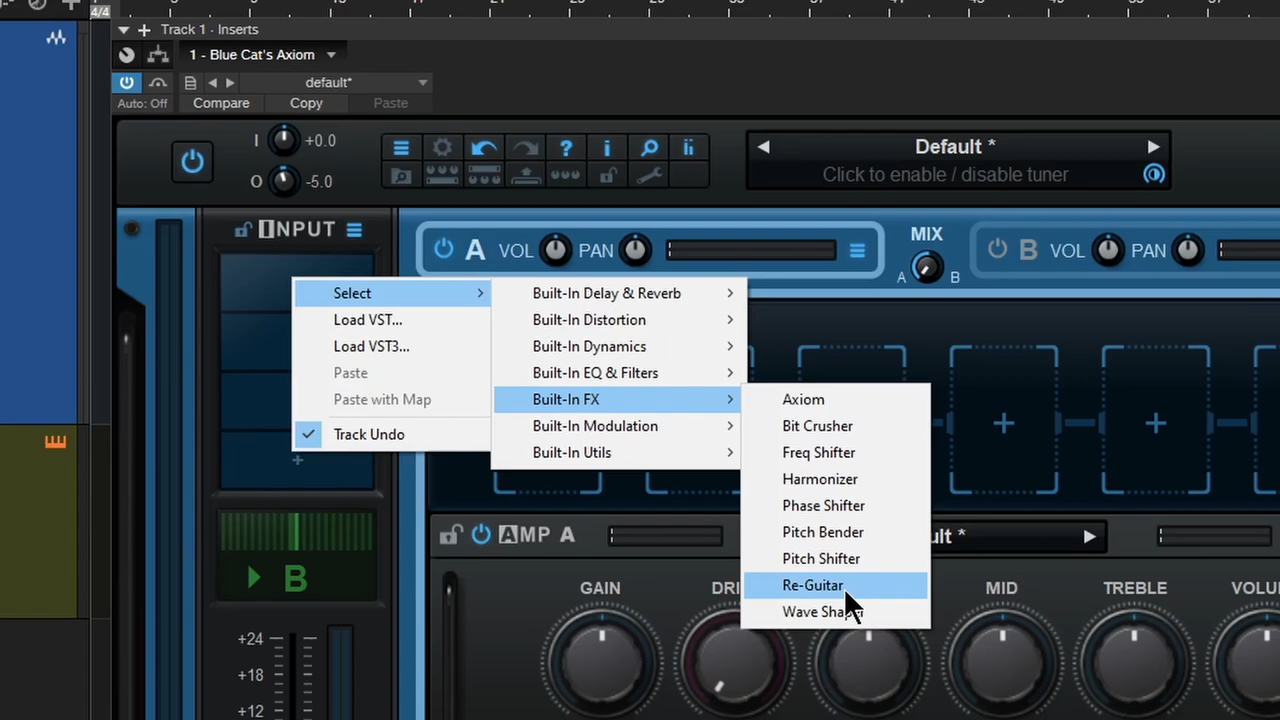 4/4
Track 1 - Inserts
1 - Blue Cat's Axiom
default*
Auto: Off
Compare
Copy
Paste
I
+0.0
O
-5.0
Default *
Click to enable / disable tuner
INPUT
A
VOL
PAN
MIX
A
B
B
VOL
PAN
Select
Load VST...
Load VST3...
Paste
Paste with Map
Track Undo
Built-In Delay & Reverb
Built-In Distortion
Built-In Dynamics
Built-In EQ & Filters
Built-In FX
Built-In Modulation
Built-In Utils
Axiom
Bit Crusher
Freq Shifter
Harmonizer
Phase Shifter
Pitch Bender
Pitch Shifter
Re-Guitar
AMP A
B
GAIN
MID
TREBLE
+24
+18
+12